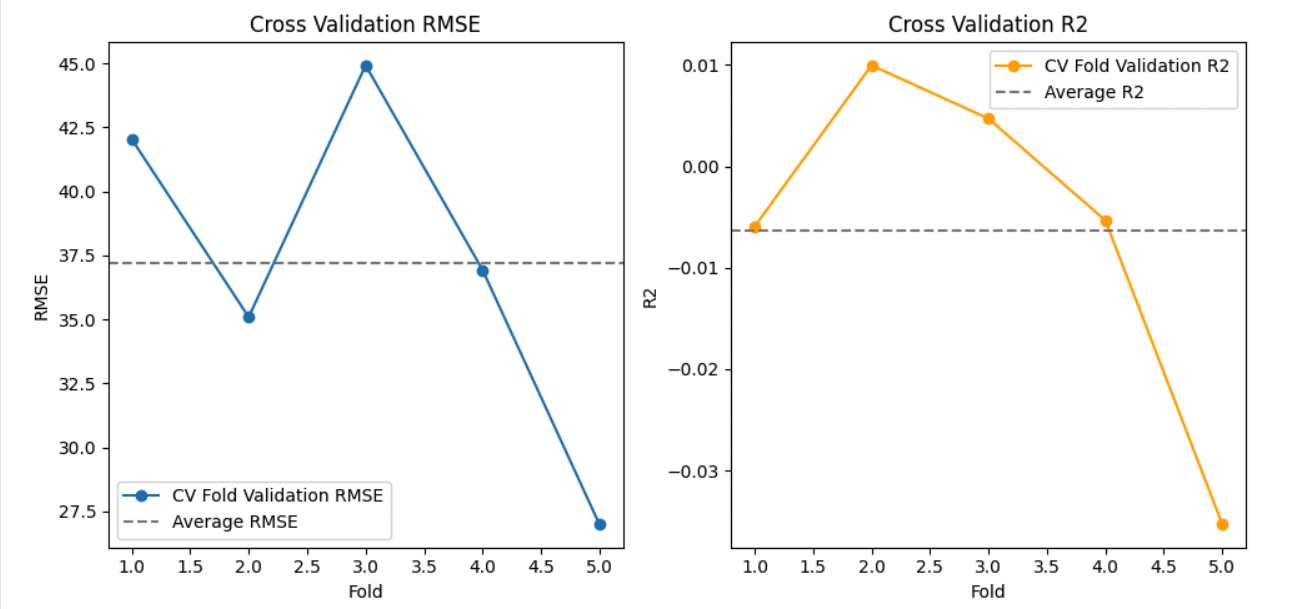 Cross Validation RMSE
45.0
42.5
40.0
37.5
35.0
32.5
30.0
27.5
RMSE
CV Fold Validation RMSE
Average RMSE
1.0 1.5 2.0 2.5 3.0 3.5 4.0 4.5 5.0
Fold
Cross Validation R2
0.01
0.00
−0.01
−0.02
−0.03
R2
CV Fold Validation R2
Average R2
1.0 1.5 2.0 2.5 3.0 3.5 4.0 4.5 5.0
Fold